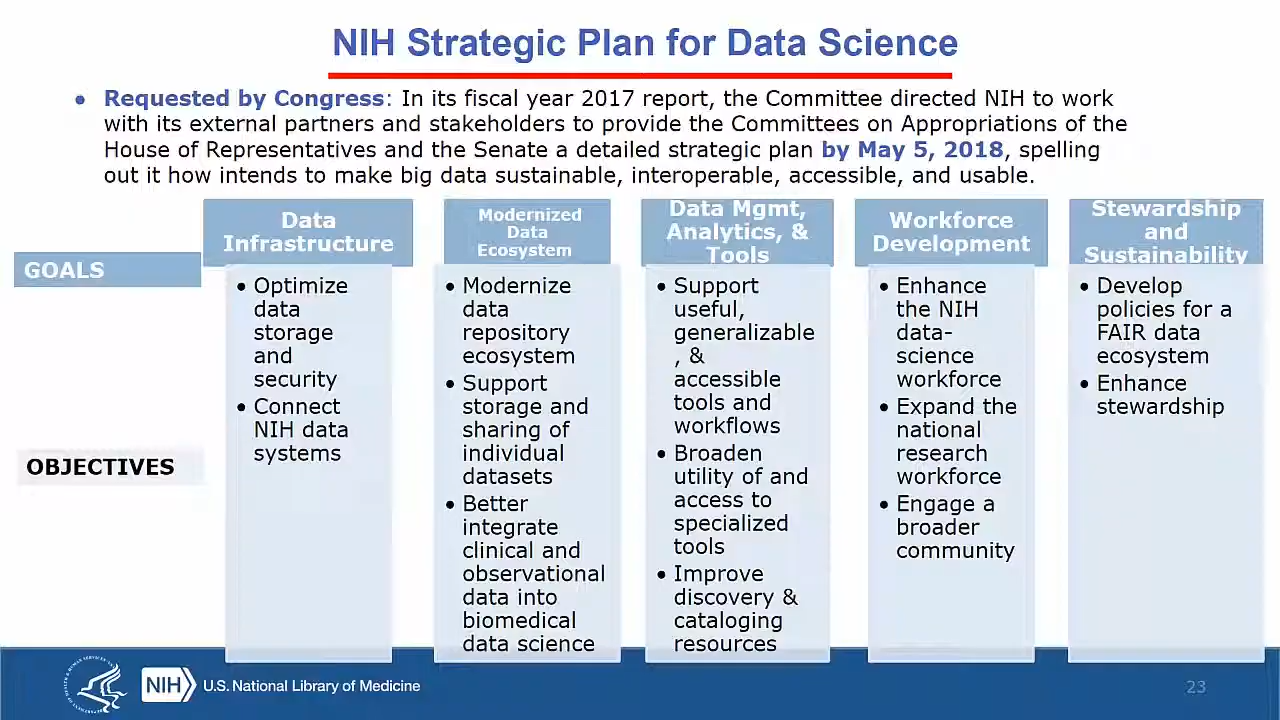 NIH Strategic Plan for Data Science
• Requested by Congress: In its fiscal year 2017 report, the Committee directed NIH to work
with its external partners and stakeholders to provide the Committees on Appropriations of the
House of Representatives and the Senate a detailed strategic plan by May 5, 2018, spelling
out it how intends to make big data sustainable, interoperable, accessible, and usable.
GOALS
Data
Infrastructure
Modernized
Data
Ecosystem
Data Mgmt,
Analytics, &
Tools
Workforce
Development
Stewardship
and
Sustainability
OBJECTIVES
• Optimize
data
storage
and
security
• Connect
NIH data
systems
• Modernize
data
repository
ecosystem
• Support
storage and
sharing of
individual
datasets
• Better
integrate
clinical and
observational
data into
biomedical
data science
• Support
useful,
generalizable
, &
accessible
tools and
workflows
• Broaden
utility of and
access to
specialized
tools
• Improve
discovery &
cataloging
resources
• Enhance
the NIH
data-
science
workforce
• Expand the
national
research
workforce
• Engage a
broader
community
• Develop
policies for a
FAIR data
ecosystem
• Enhance
stewardship
NIH
U.S. National Library of Medicine
23